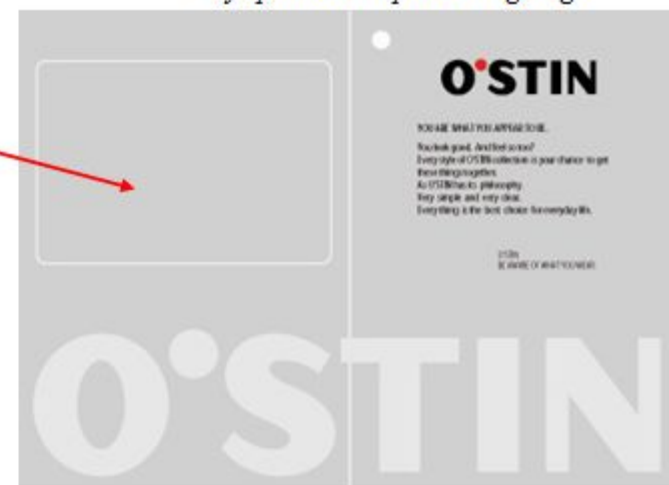 O'STIN
YOU ARE WHAT YOU APPEAR TO BE.
You look good. And feel so too?
Every style of O'STIN collection is your chance to get
these things together.
As O'STIN has its philosophy.
Very simple and very clear.
Everything is the best choice for everyday life.
O'STIN
BE AWARE OF WHAT YOU WEAR.
O'STIN